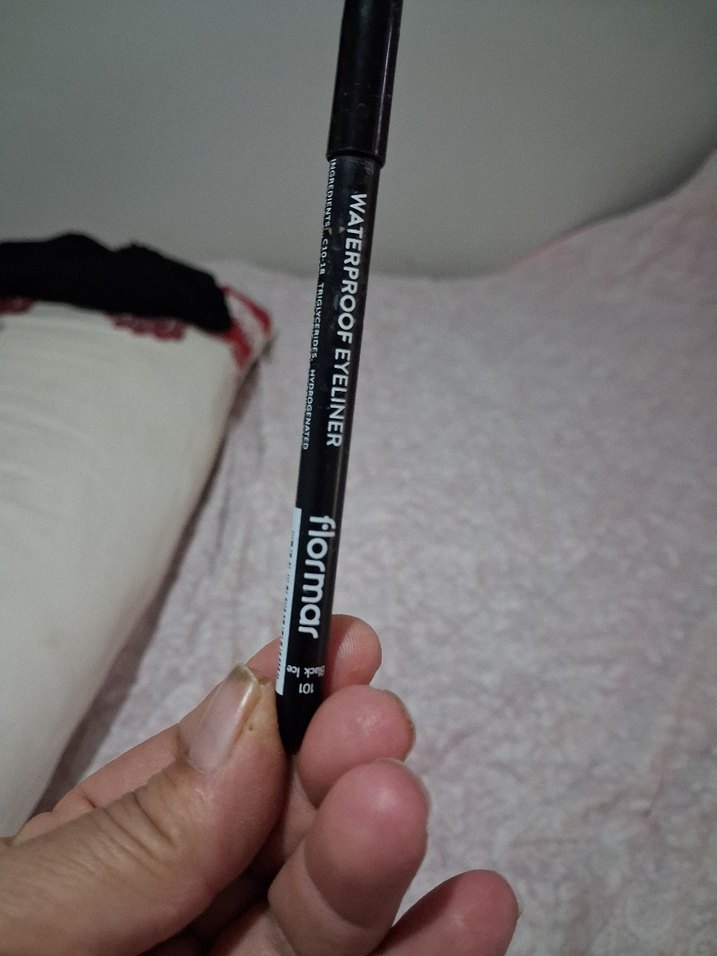 WATERPROOF EYELINER
INGREDIENTS: C10-18 TRIGLYCERIDES, HYDROGENATED
flormar
101
Black Ice